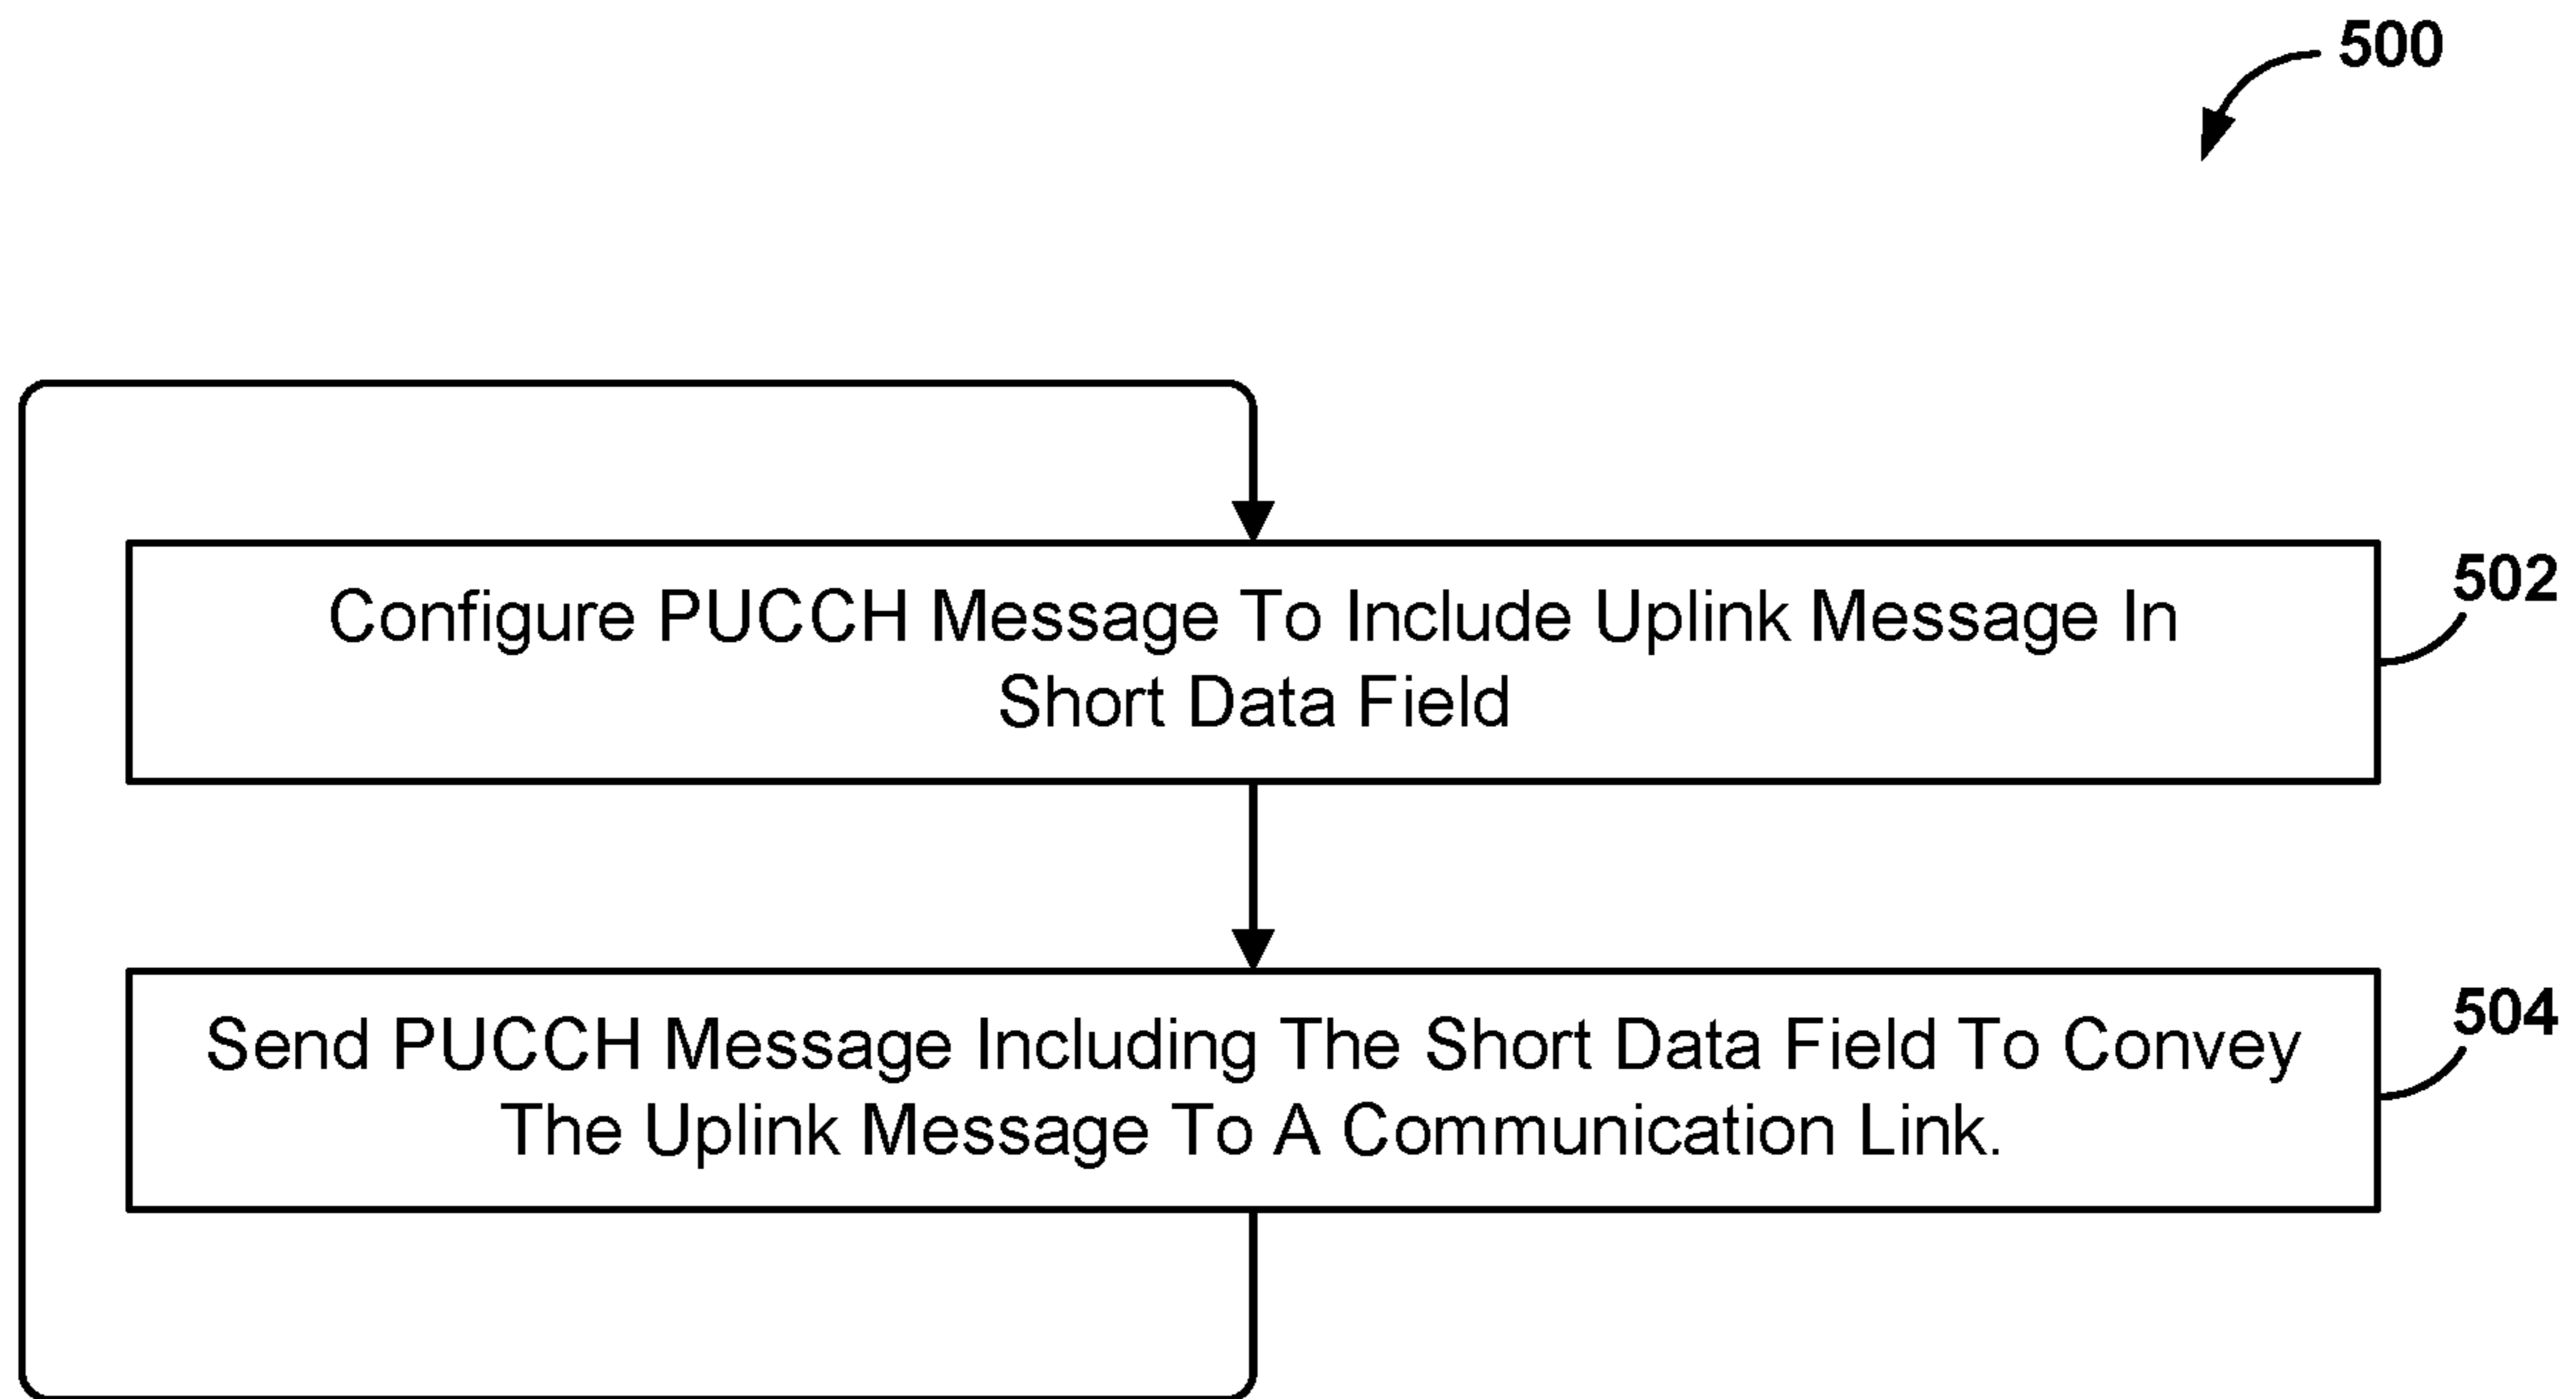 500
Configure PUCCH Message To Include Uplink Message In
Short Data Field
502
Send PUCCH Message Including The Short Data Field To Convey
The Uplink Message To A Communication Link.
504